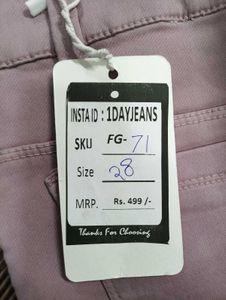 INSTA ID : 1DAYJEANS
SKU FG-71
Size 28
MRP. Rs. 499 /-
Thanks For Choosing